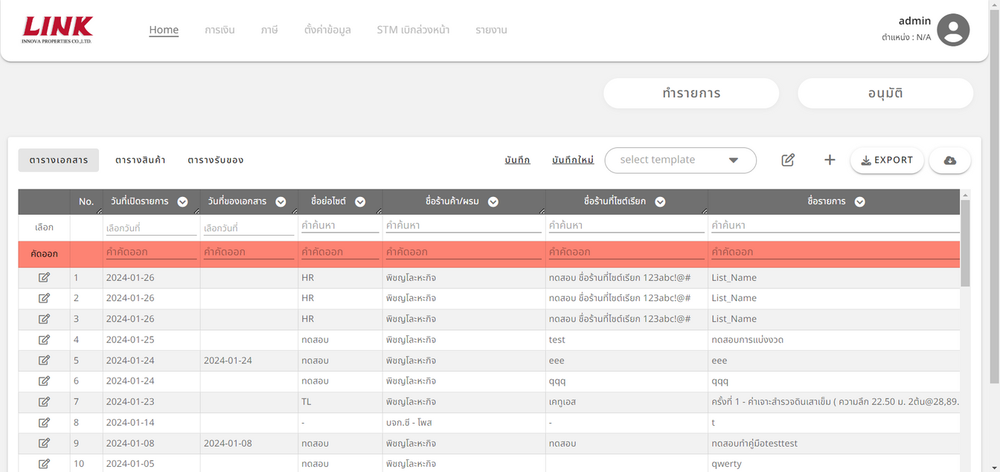 LINK
INNOVA PROPERTIES CO.,LTD.
Home การเงิน ภาษี ตั้งค่าข้อมูล STM เบิกล่วงหน้า รายงาน
admin
ตำแหน่ง : N/A
ทำรายการ อนุมัติ
ตารางเอกสาร ตารางสินค้า ตารางรับของ บันทึก บันทึกใหม่ select template EXPORT
No. วันที่เปิดรายการ วันที่ของเอกสาร ชื่อย่อไซต์ ชื่อร้านค้า/ผรม ชื่อร้านที่ไซต์เรียก ชื่อรายการ
เลือก เลือกวันที่ เลือกวันที่ คำค้นหา คำค้นหา คำค้นหา คำค้นหา
คัดออก คำคัดออก คำคัดออก คำคัดออก คำคัดออก คำคัดออก คำคัดออก
1 2024-01-26 HR พิชญโลหะกิจ ทดสอบ ชื่อร้านที่ไซต์เรียก 123abc!@# List_Name
2 2024-01-26 HR พิชญโลหะกิจ ทดสอบ ชื่อร้านที่ไซต์เรียก 123abc!@# List_Name
3 2024-01-26 HR พิชญโลหะกิจ ทดสอบ ชื่อร้านที่ไซต์เรียก 123abc!@# List_Name
4 2024-01-25 ทดสอบ พิชญโลหะกิจ test ทดสอบการแบ่งงวด
5 2024-01-24 2024-01-24 ทดสอบ พิชญโลหะกิจ eee eee
6 2024-01-24 ทดสอบ พิชญโลหะกิจ qqq qqq
7 2024-01-23 TL พิชญโลหะกิจ เคทูเอส ครั้งที่ 1 - ค่าเจาะสำรวจดินเสาเข็ม ( ความลึก 22.50 ม. 2ต้น@28,89.
8 2024-01-14 - บจก.ซี - โพส - t
9 2024-01-08 2024-01-08 ทดสอบ พิชญโลหะกิจ ทดสอบ ทดสอบทำคู่มือtesttest
10 2024-01-05 ทดสอบ พิชญโลหะกิจ qwerty